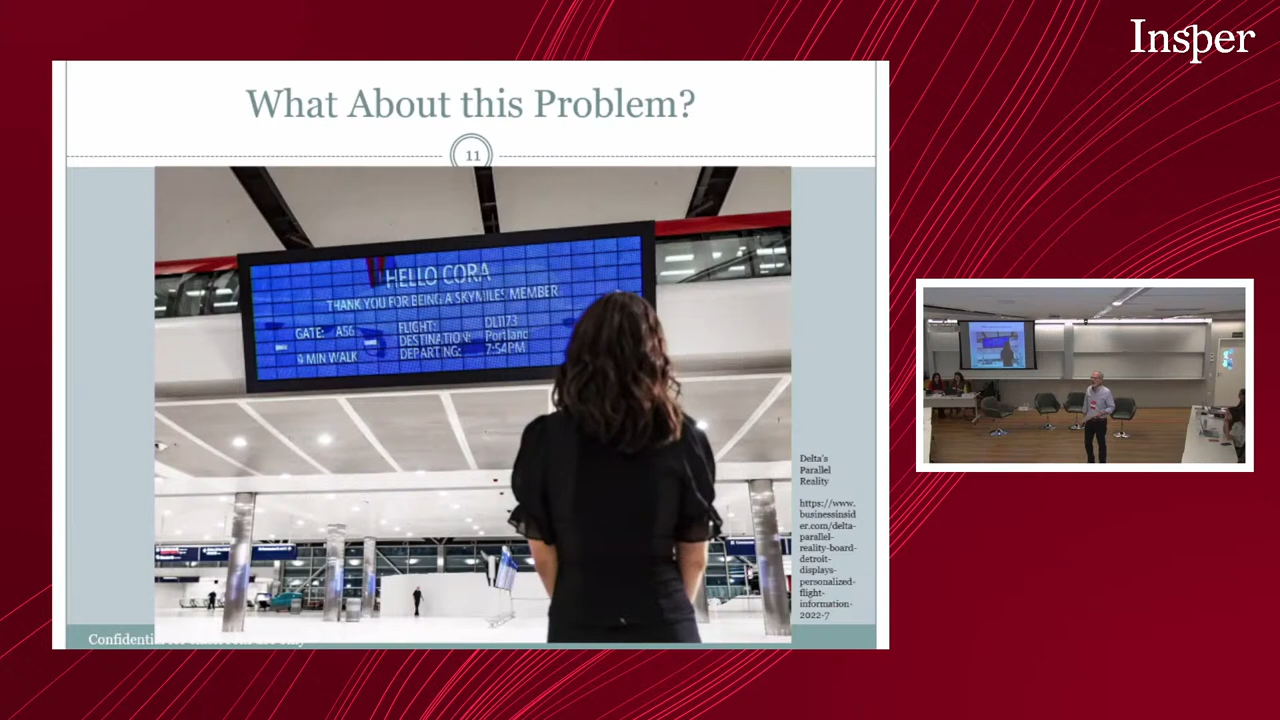 Insper
What About this Problem?
11
HELLO CORA
THANK YOU FOR BEING A SKYMILES MEMBER
GATE: A56
9 MIN WALK
FLIGHT: DL1173
DESTINATION: Portland
DEPARTING: 7:54PM
Delta's
Parallel
Reality
https://www.
businessinsid
er.com/delta-
parallel-
reality-board-
detroit-
displays-
personalized-
flight-
information-
2022-7